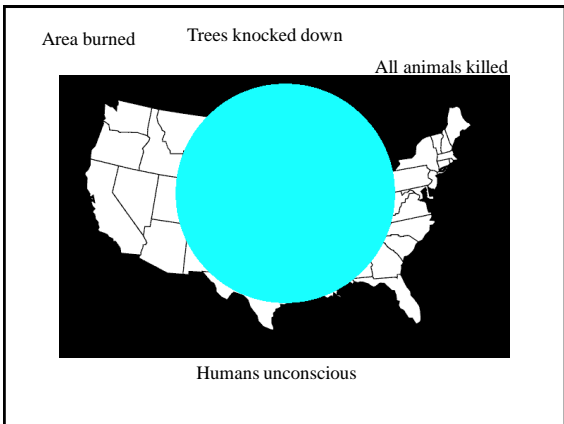 Area burned
Trees knocked down
All animals killed
Humans unconscious